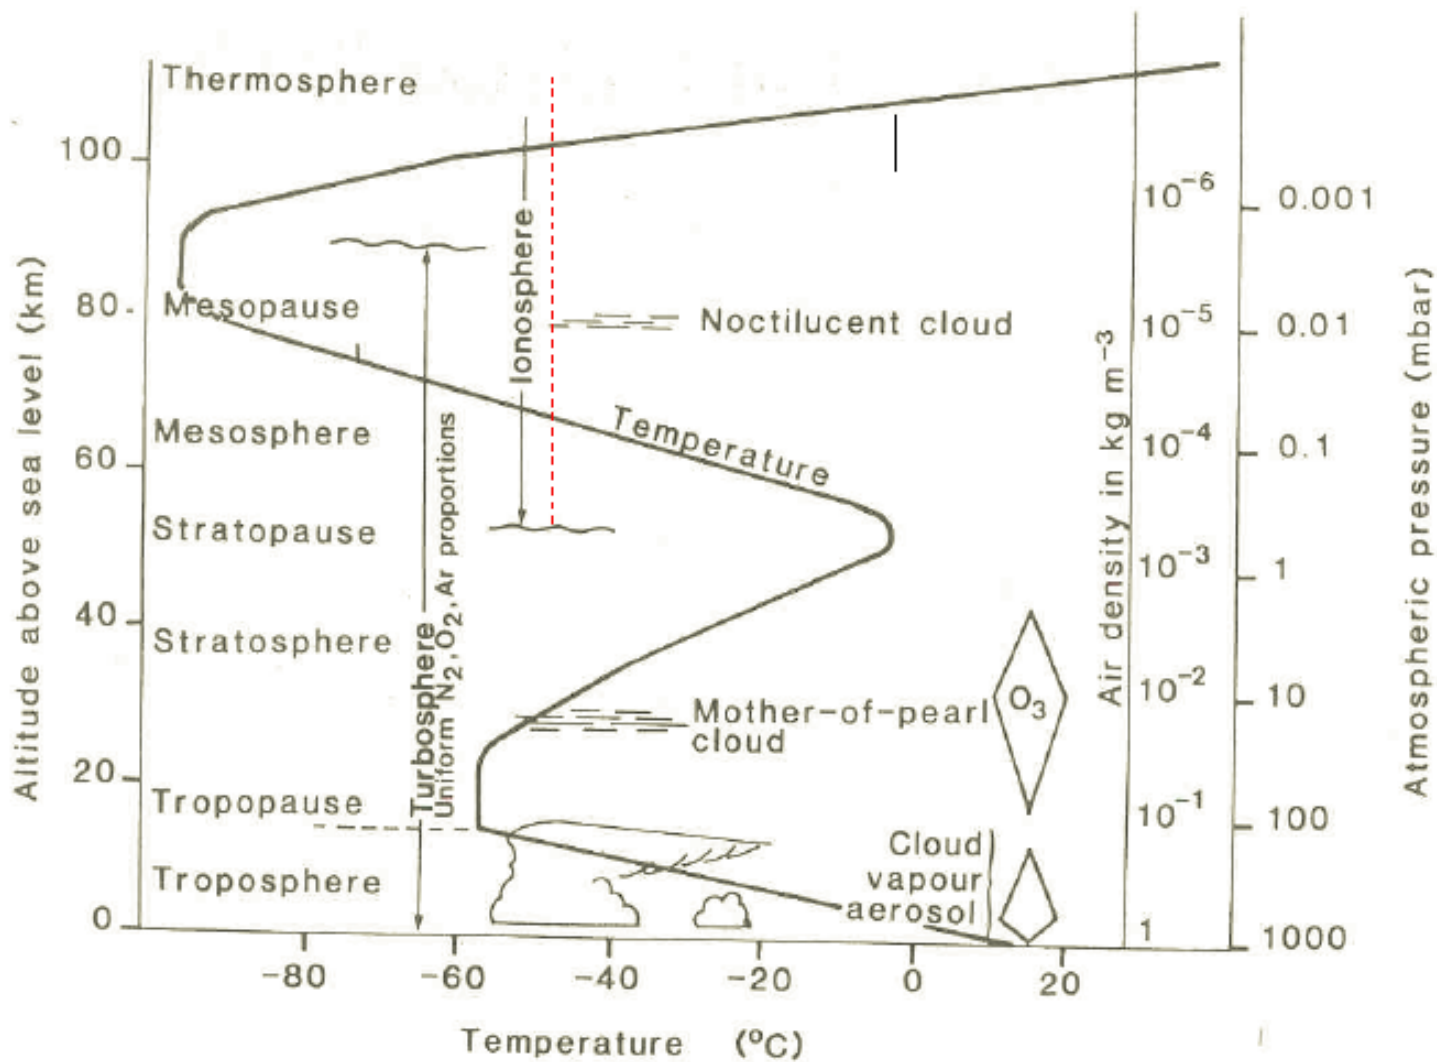 Thermosphere
Mesopause
Mesosphere
Stratopause
Stratosphere
Tropopause
Troposphere
Altitude above sea level (km)
100
80
60
40
20
0
Turbosphere
Uniform N₂,O₂,Ar proportions
Ionosphere
Noctilucent cloud
Temperature
Mother-of-pearl
cloud
O₃
Cloud
vapour
aerosol
Air density in kg m⁻³
10⁻⁶
10⁻⁵
10⁻⁴
10⁻³
10⁻²
10⁻¹
1
Atmospheric pressure (mbar)
0.001
0.01
0.1
1
10
100
1000
-80
-60
-40
-20
0
20
Temperature (°C)